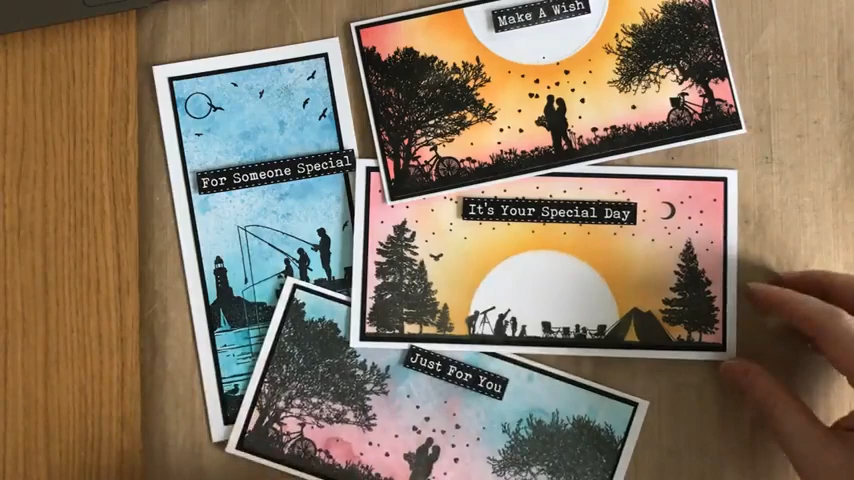 Make A Wish
For Someone Special
It's Your Special Day
Just For You